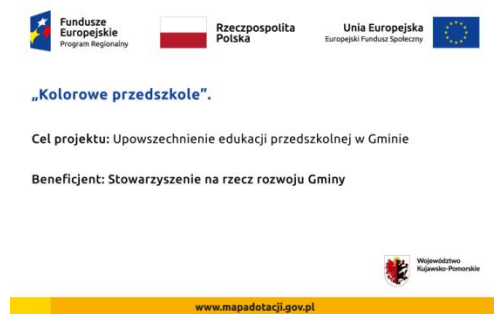 Fundusze
Europejskie
Program Regionalny
Rzeczpospolita
Polska
Unia Europejska
Europejski Fundusz Społeczny
„Kolorowe przedszkole”.
Cel projektu: Upowszechnienie edukacji przedszkolnej w Gminie
Beneficjent: Stowarzyszenie na rzecz rozwoju Gminy
Województwo
Kujawsko-Pomorskie
www.mapadotacji.gov.pl